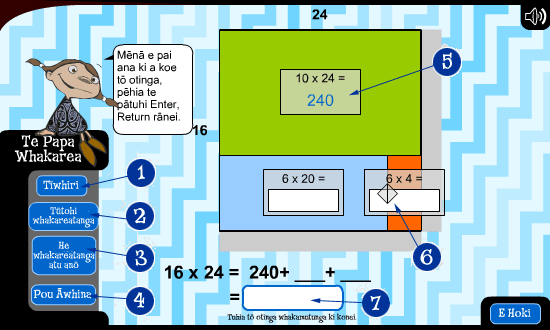 24
Mēnā e pai
ana ki a koe
tō otinga,
pēhia te
pātuhi Enter,
Return rānei.
10 x 24 =
240
5
16
Te Papa
Whakarea
Tīwhiri
1
Tūtohi
whakareatanga
2
He
whakareatanga
atu anō
3
Pou Āwhina
4
6 x 20 =
6 x 4 =
6
16 x 24 = 240+ ___+ ___
=
7
Tuhia tō otinga whakamutunga ki konei.
E Hoki